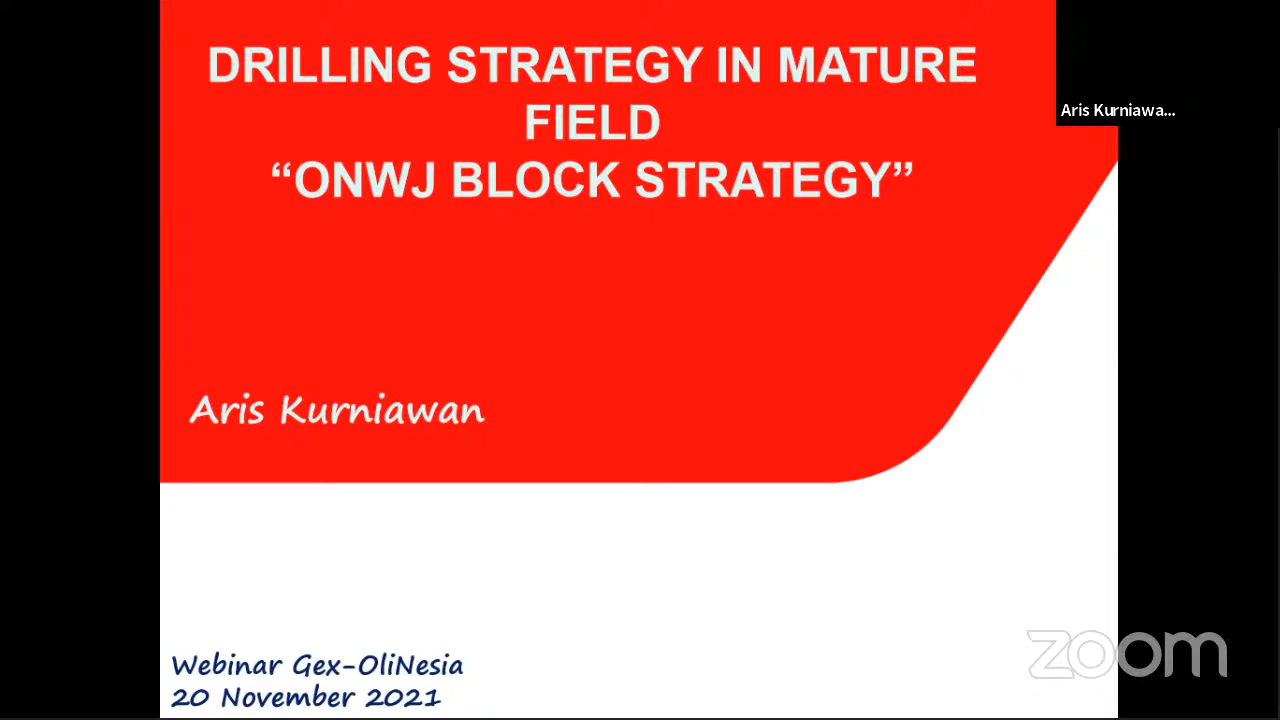 DRILLING STRATEGY IN MATURE
FIELD
“ONWJ BLOCK STRATEGY”
Aris Kurniawa...
Aris Kurniawan
Webinar Gex-OliNesia
20 November 2021
zoom